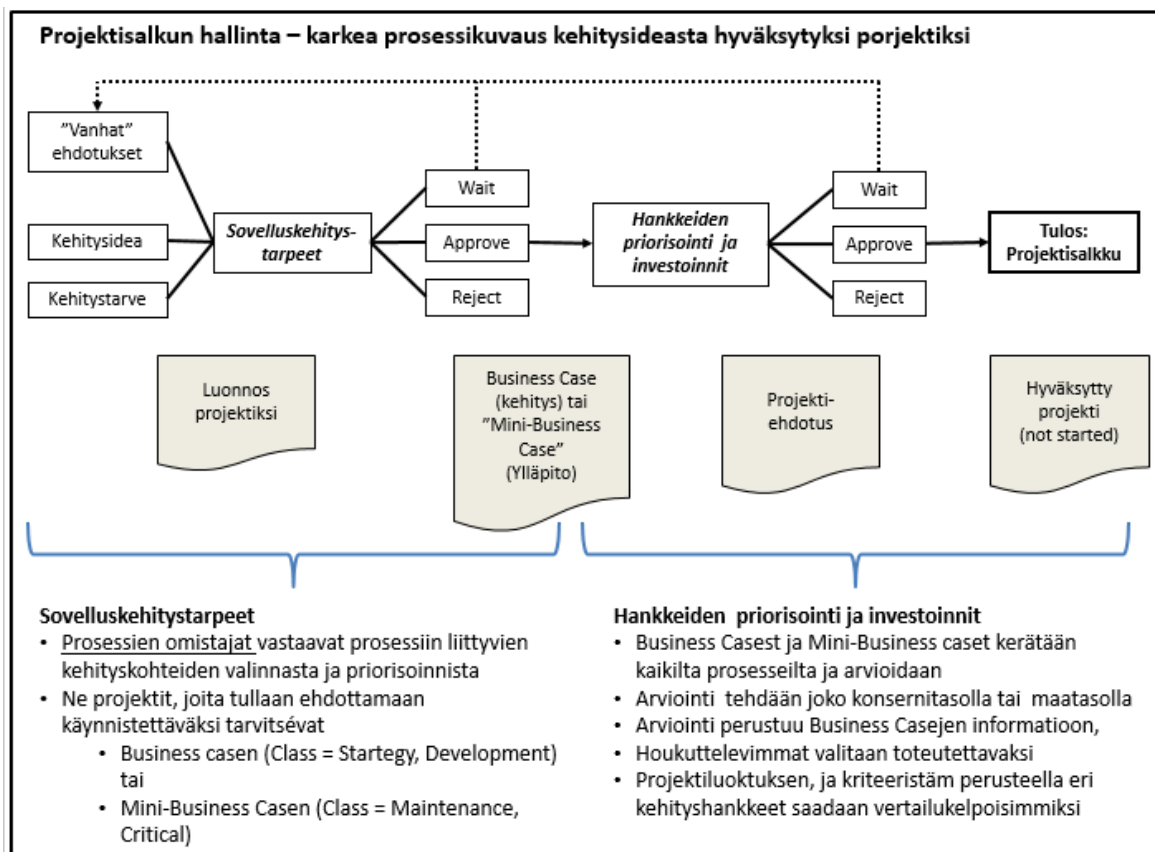 Projektisalkun hallinta – karkea prosessikuvaus kehitysideasta hyväksytyksi porjektiksi
”Vanhat”
ehdotukset
Kehitysidea
Kehitystarve
Sovelluskehitys-
tarpeet
Wait
Approve
Reject
Hankkeiden
priorisointi ja
investoinnit
Wait
Approve
Reject
Tulos:
Projektisalkku
Luonnos
projektiksi
Business Case
(kehitys) tai
”Mini-Business
Case”
(Ylläpito)
Projekti-
ehdotus
Hyväksytty
projekti
(not started)
Sovelluskehitystarpeet
• Prosessien omistajat vastaavat prosessiin liittyvien
kehityskohteiden valinnasta ja priorisoinnista
• Ne projektit, joita tullaan ehdottamaan
käynnistettäväksi tarvitsévat
• Business casen (Class = Startegy, Development)
tai
• Mini-Business Casen (Class = Maintenance,
Critical)
Hankkeiden priorisointi ja investoinnit
• Business Casest ja Mini-Business caset kerätään
kaikilta prosesseilta ja arvioidaan
• Arviointi tehdään joko konsernitasolla tai maatasolla
• Arviointi perustuu Business Casejen informatioon,
• Houkuttelevimmat valitaan toteutettavaksi
• Projektiluoktuksen, ja kriteeristäm perusteella eri
kehityshankkeet saadaan vertailukelpoisimmiksi